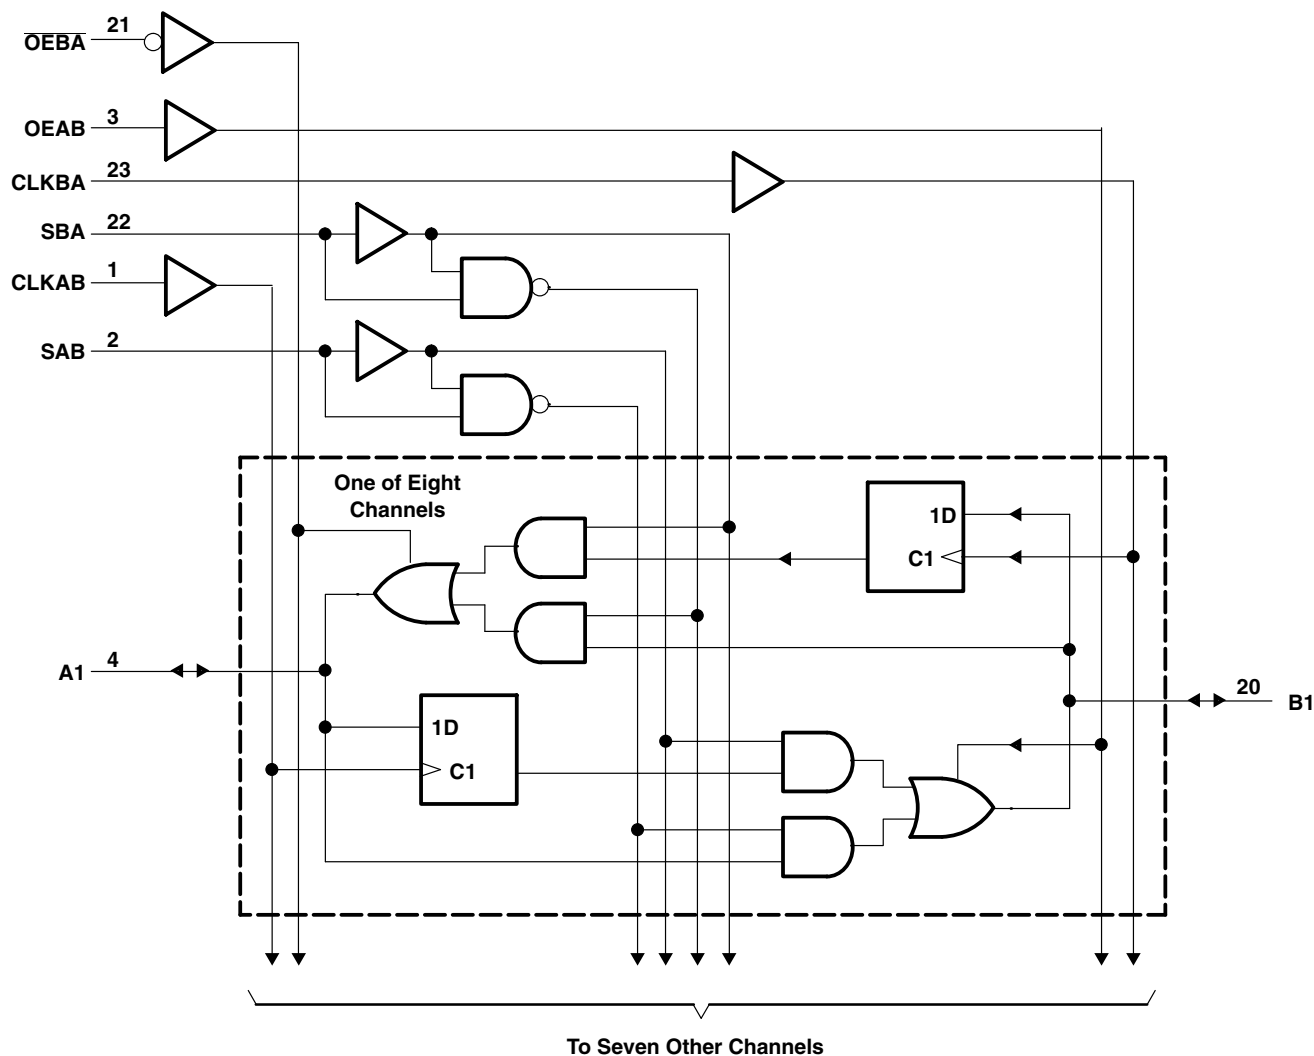 OEBA 21
OEAB 3
CLKBA 23
SBA 22
CLKAB 1
SAB 2
One of Eight
Channels
1D
C1
A1 4
1D
C1
20 B1
To Seven Other Channels